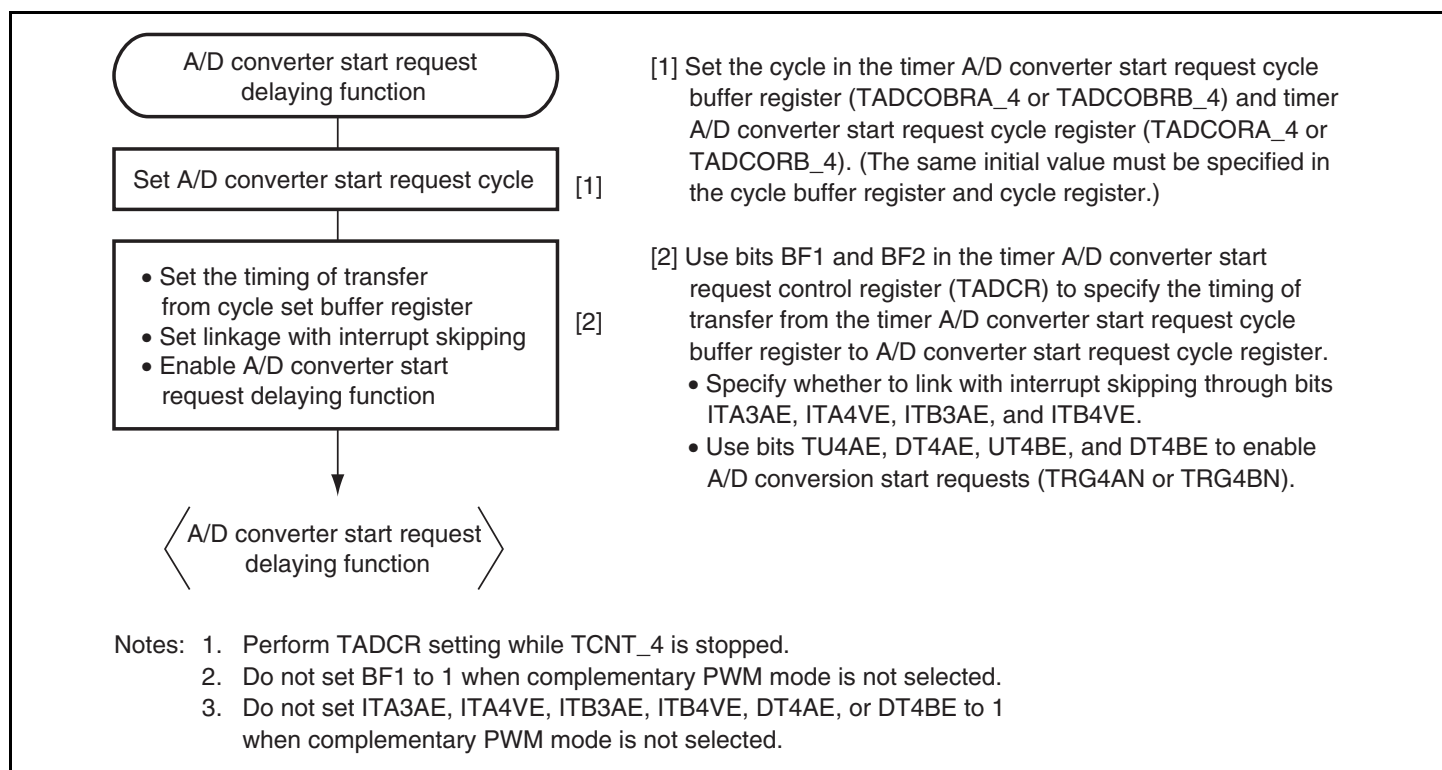 A/D converter start request
delaying function
Set A/D converter start request cycle
[1]
• Set the timing of transfer
from cycle set buffer register
• Set linkage with interrupt skipping
• Enable A/D converter start
request delaying function
[2]
A/D converter start request
delaying function
[1] Set the cycle in the timer A/D converter start request cycle
buffer register (TADCOBRA_4 or TADCOBRB_4) and timer
A/D converter start request cycle register (TADCORA_4 or
TADCORB_4). (The same initial value must be specified in
the cycle buffer register and cycle register.)
[2] Use bits BF1 and BF2 in the timer A/D converter start
request control register (TADCR) to specify the timing of
transfer from the timer A/D converter start request cycle
buffer register to A/D converter start request cycle register.
• Specify whether to link with interrupt skipping through bits
ITA3AE, ITA4VE, ITB3AE, and ITB4VE.
• Use bits TU4AE, DT4AE, UT4BE, and DT4BE to enable
A/D conversion start requests (TRG4AN or TRG4BN).
Notes: 1. Perform TADCR setting while TCNT_4 is stopped.
2. Do not set BF1 to 1 when complementary PWM mode is not selected.
3. Do not set ITA3AE, ITA4VE, ITB3AE, ITB4VE, DT4AE, or DT4BE to 1
when complementary PWM mode is not selected.